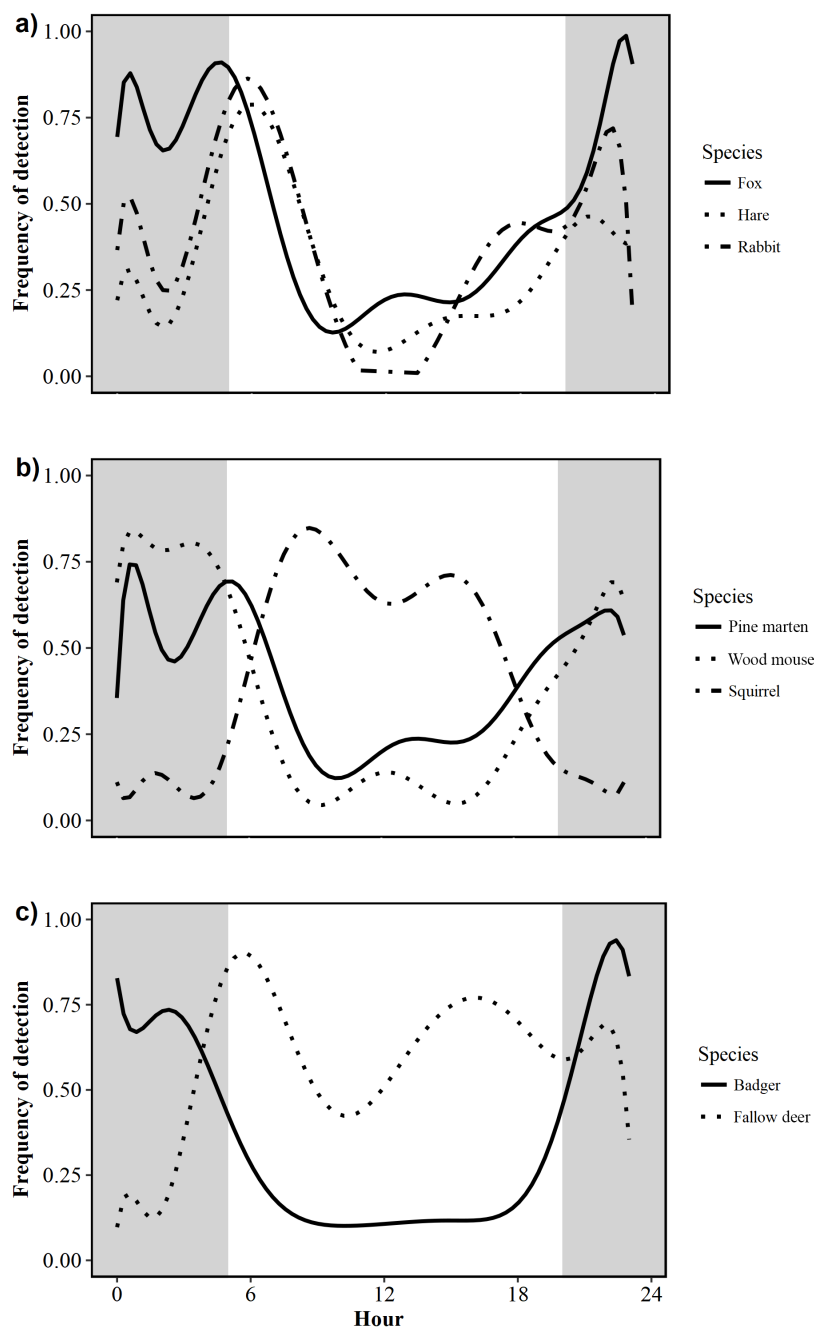 a)
1.00
0.75
0.50
0.25
0.00
Frequency of detection
Species
Fox
Hare
Rabbit
b)
1.00
0.75
0.50
0.25
0.00
Frequency of detection
Species
Pine marten
Wood mouse
Squirrel
c)
1.00
0.75
0.50
0.25
0.00
Frequency of detection
Species
Badger
Fallow deer
0 6 12 18 24
Hour